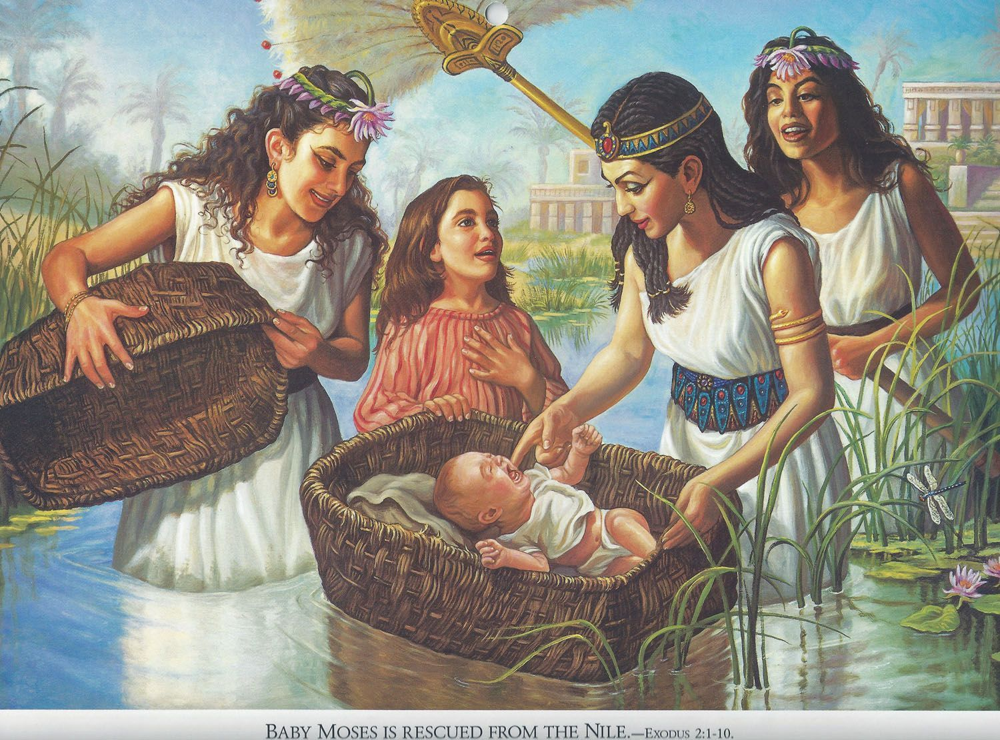 BABY MOSES IS RESCUED FROM THE NILE.—EXODUS 2:1-10.